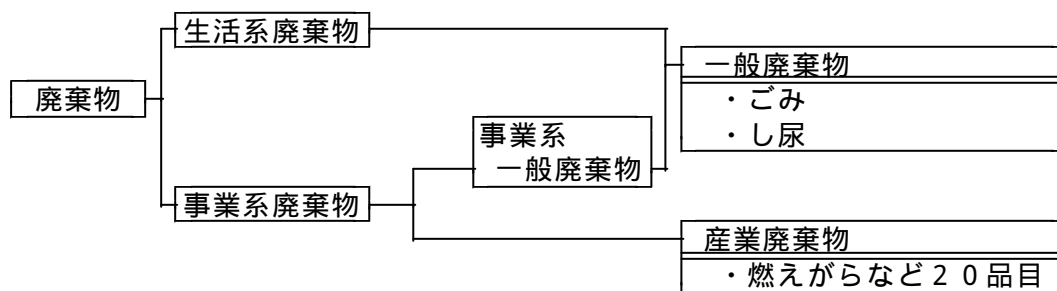 生活系廃棄物
一般廃棄物
廃棄物
・ごみ
・し尿
事業系
一般廃棄物
事業系廃棄物
産業廃棄物
・燃えがらなど２０品目